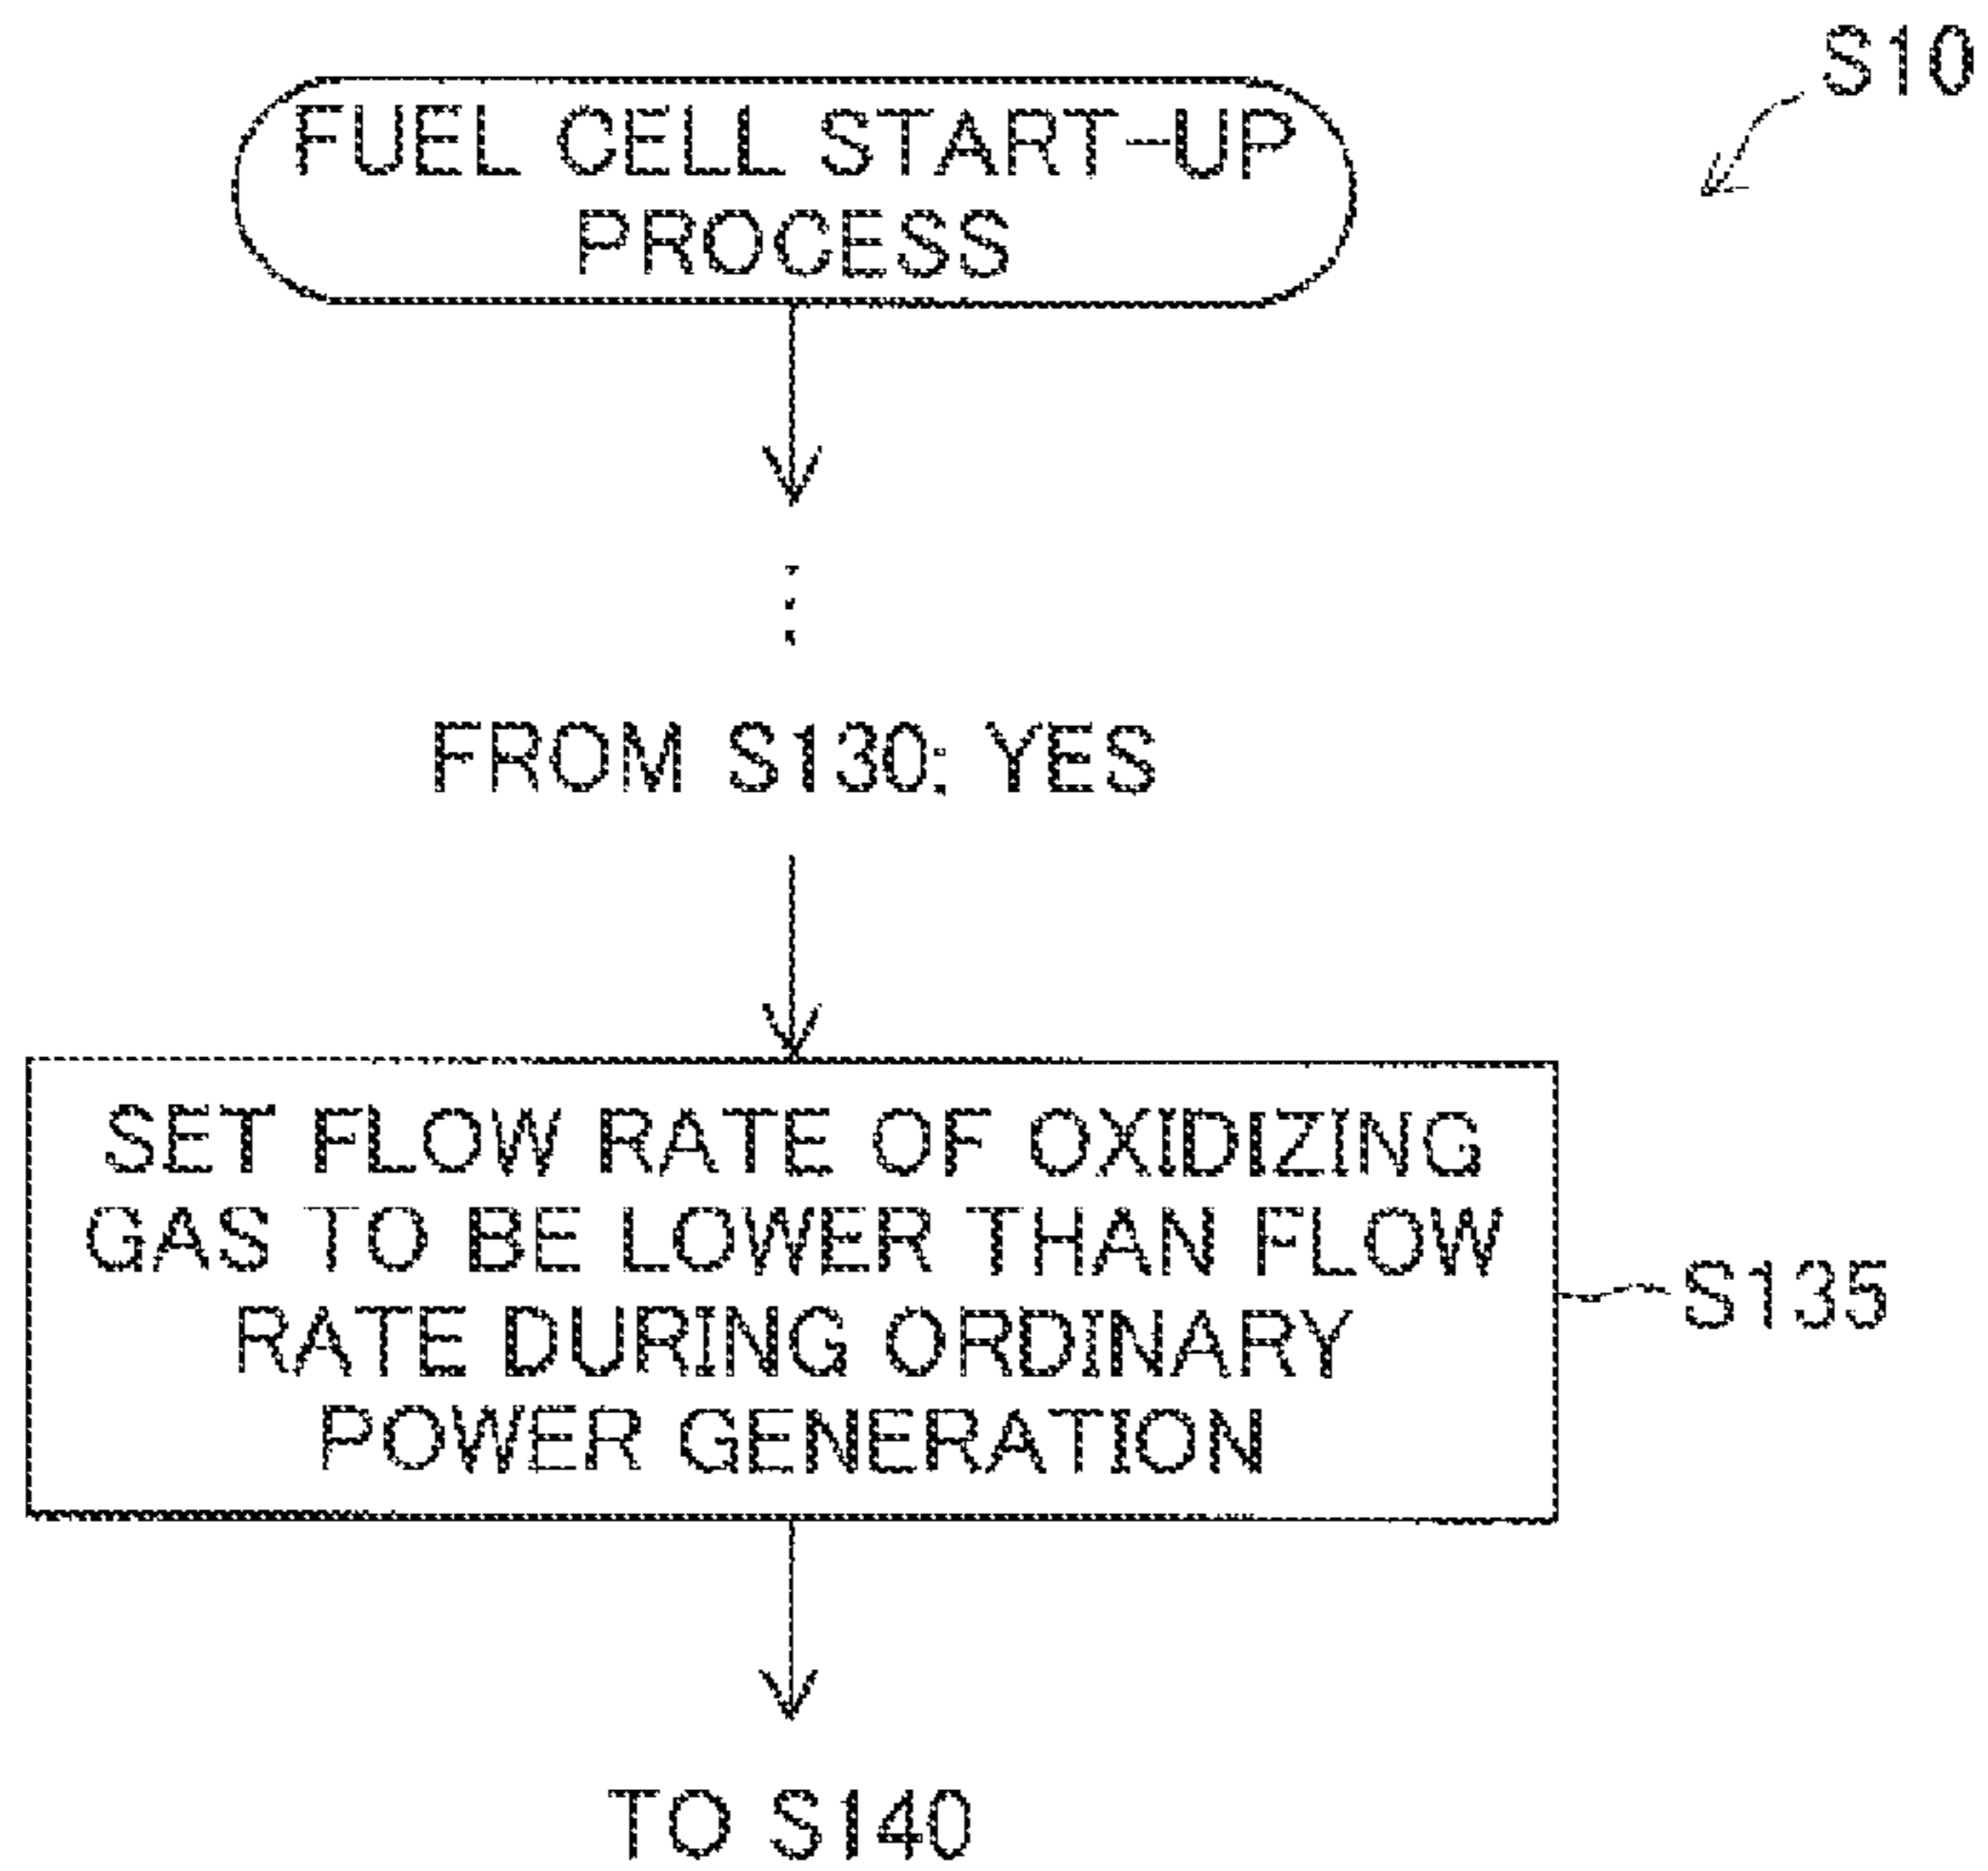 S10
FUEL CELL START-UP
PROCESS
FROM S130: YES
SET FLOW RATE OF OXIDIZING
GAS TO BE LOWER THAN FLOW
RATE DURING ORDINARY
POWER GENERATION
S135
TO S140